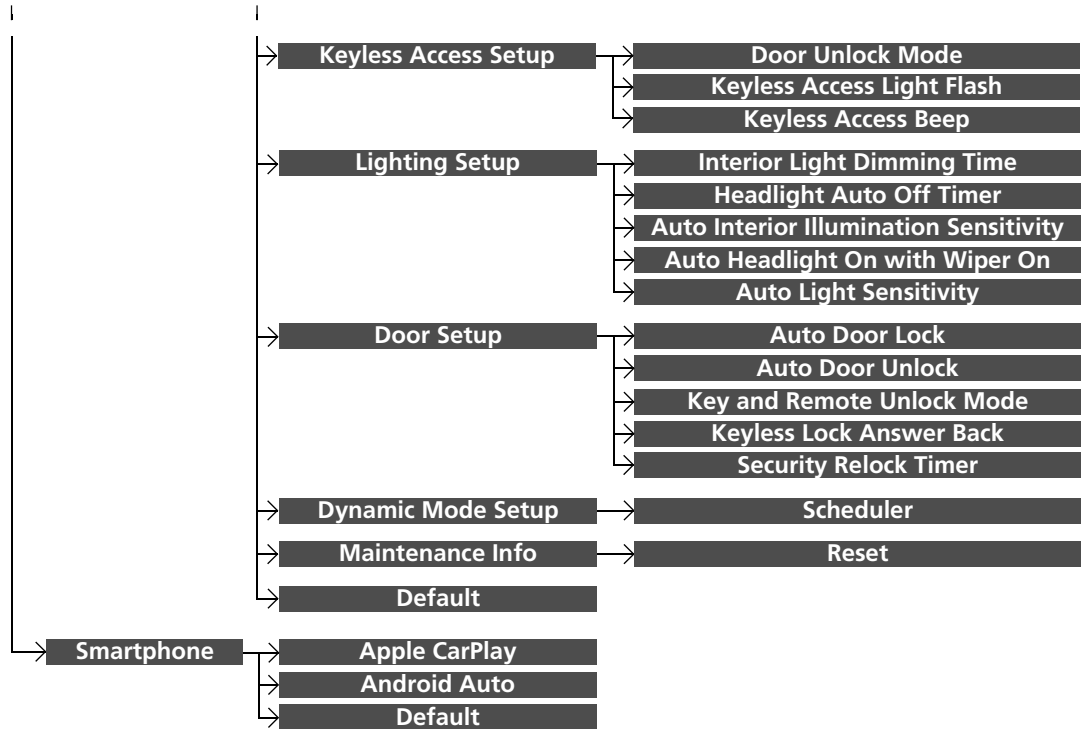 Keyless Access Setup
Door Unlock Mode
Keyless Access Light Flash
Keyless Access Beep
Lighting Setup
Interior Light Dimming Time
Headlight Auto Off Timer
Auto Interior Illumination Sensitivity
Auto Headlight On with Wiper On
Auto Light Sensitivity
Door Setup
Auto Door Lock
Auto Door Unlock
Key and Remote Unlock Mode
Keyless Lock Answer Back
Security Relock Timer
Dynamic Mode Setup
Scheduler
Maintenance Info
Reset
Default
Smartphone
Apple CarPlay
Android Auto
Default